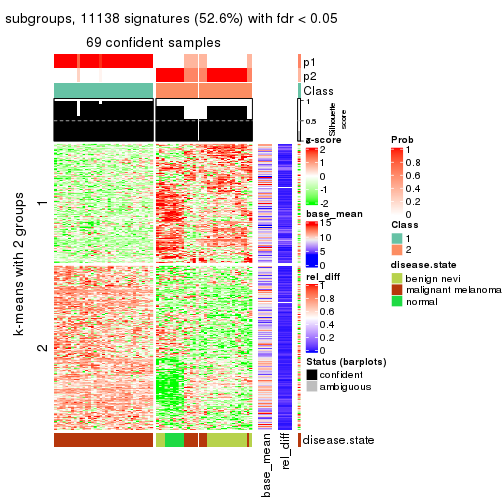 subgroups, 11138 signatures (52.6%) with fdr < 0.05
69 confident samples
p1
p2
Class
1
0.5
Silhouette
score
k-means with 2 groups
1
2
z-score
2
1
0
-1
-2
base_mean
15
10
5
0
rel_diff
1
0.8
0.6
0.4
0.2
0
Status (barplots)
confident
ambiguous
Prob
1
0.8
0.6
0.4
0.2
0
Class
1
2
disease.state
benign nevi
malignant melanoma
normal
disease.state
base_mean
rel_diff